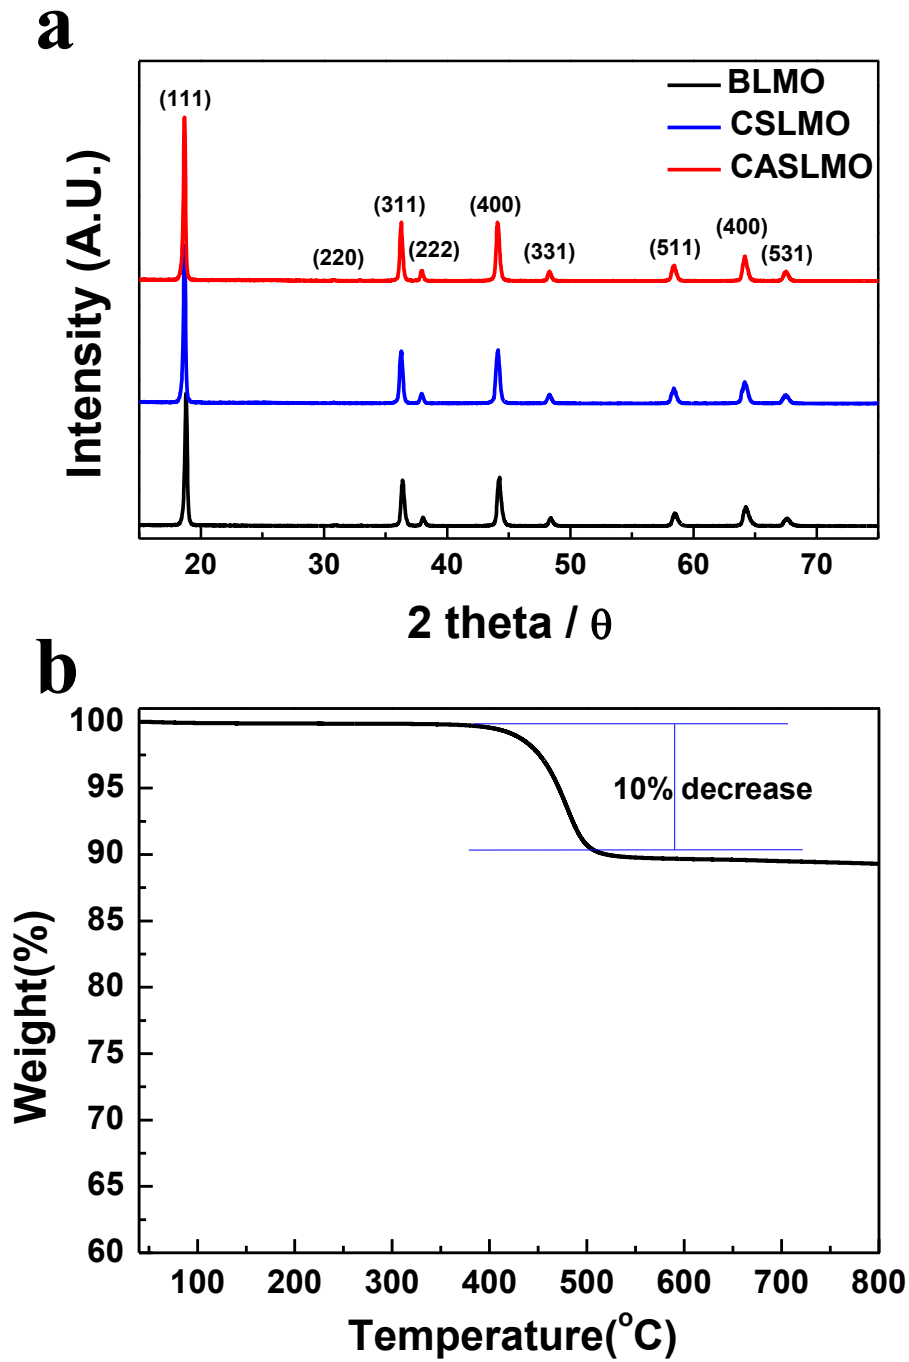 a
BLMO
CSLMO
CASLMO
(111)
(220)
(311)
(222)
(400)
(331)
(511)
(400)
(531)
Intensity (A.U.)
20 30 40 50 60 70
2 theta / θ
b
100
95
90
85
80
75
70
65
60
10% decrease
Weight(%)
100 200 300 400 500 600 700 800
Temperature(°C)